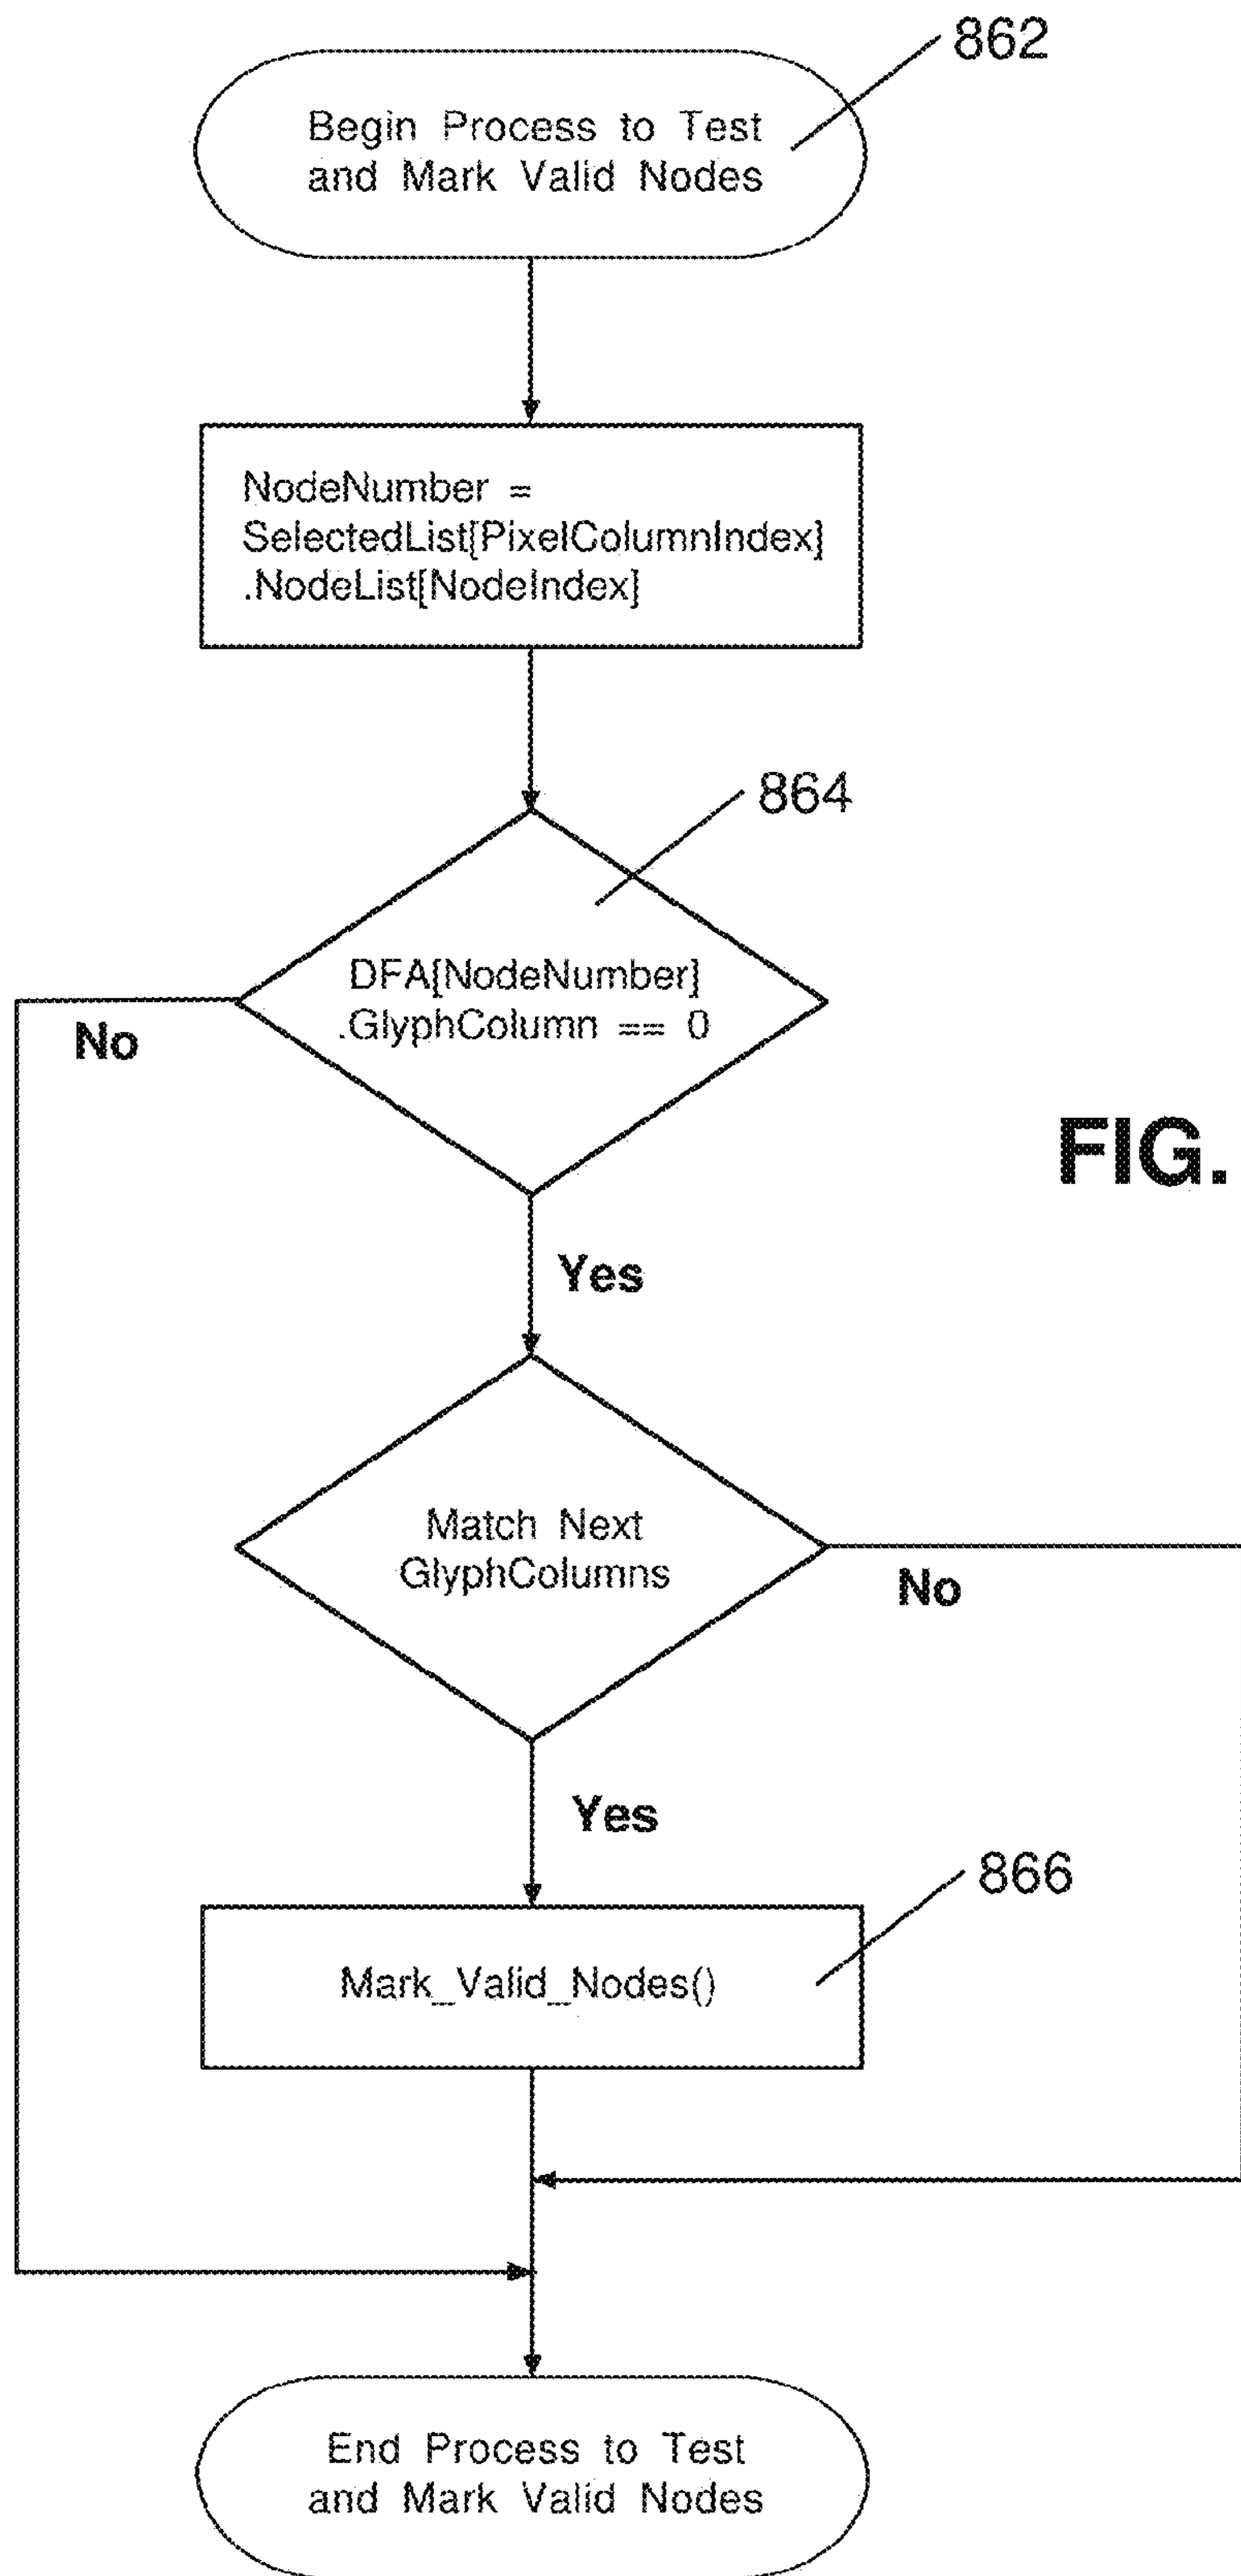 862
Begin Process to Test
and Mark Valid Nodes
NodeNumber =
SelectedList[PixelColumnIndex]
.NodeList[NodeIndex]
864
DFA[NodeNumber]
.GlyphColumn == 0
No
FIG.
Yes
Match Next
GlyphColumns
No
Yes
866
Mark_Valid_Nodes()
End Process to Test
and Mark Valid Nodes